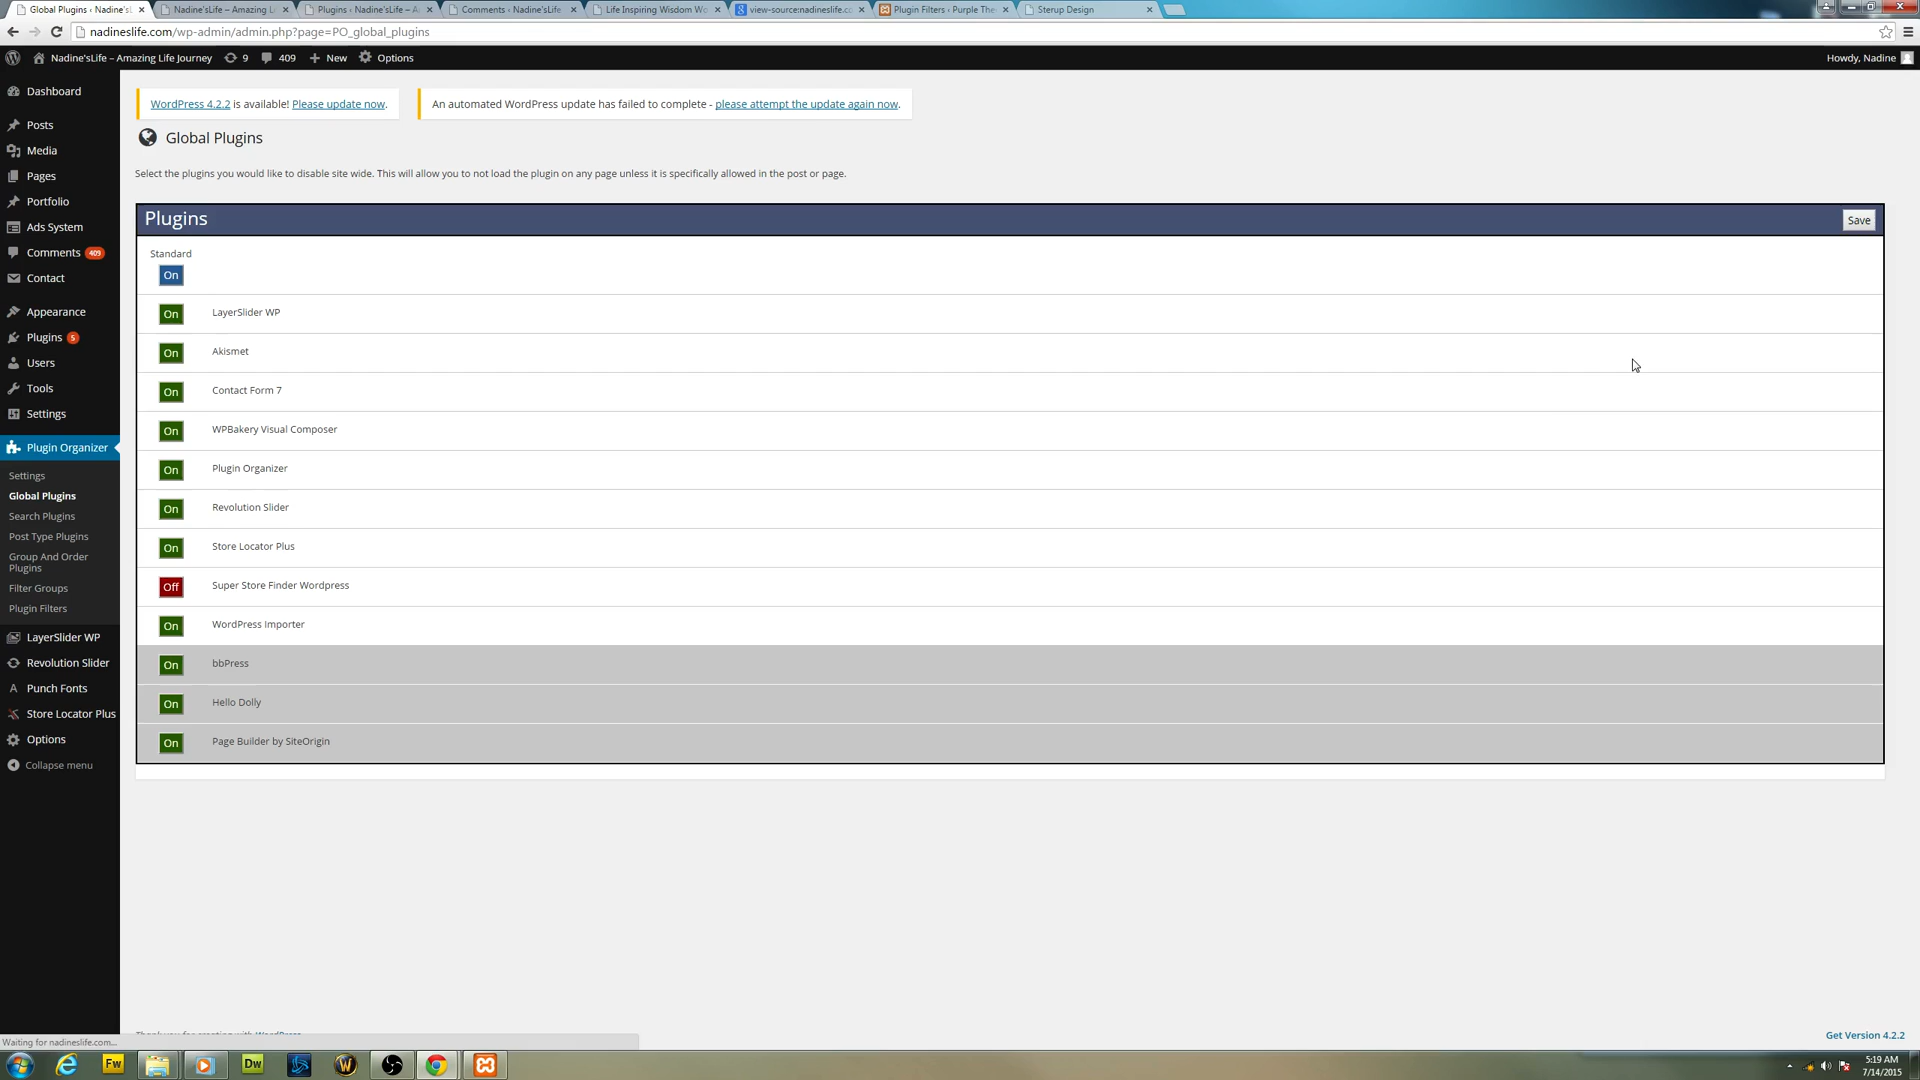 Global Plugins ‹ Nadine's
Nadine'sLife – Amazing L
Plugins ‹ Nadine'sLife – A
Comments ‹ Nadine'sLife
Life Inspiring Wisdom Wo
view-source:nadineslife.co
Plugin Filters ‹ Purple The
Sterup Design
nadineslife.com/wp-admin/admin.php?page=PO_global_plugins
Nadine'sLife – Amazing Life Journey
9
409
New
Options
Howdy, Nadine
Dashboard
Posts
Media
Pages
Portfolio
Ads System
Comments 409
Contact
Appearance
Plugins 5
Users
Tools
Settings
Plugin Organizer
Settings
Global Plugins
Search Plugins
Post Type Plugins
Group And Order
Plugins
Filter Groups
Plugin Filters
LayerSlider WP
Revolution Slider
Punch Fonts
Store Locator Plus
Options
Collapse menu
WordPress 4.2.2 is available! Please update now.
An automated WordPress update has failed to complete - please attempt the update again now.
Global Plugins
Select the plugins you would like to disable site wide. This will allow you to not load the plugin on any page unless it is specifically allowed in the post or page.
Plugins
Save
Standard
On
On LayerSlider WP
On Akismet
On Contact Form 7
On WPBakery Visual Composer
On Plugin Organizer
On Revolution Slider
On Store Locator Plus
Off Super Store Finder Wordpress
On WordPress Importer
On bbPress
On Hello Dolly
On Page Builder by SiteOrigin
Thank you for creating with WordPress
Get Version 4.2.2
Waiting for nadineslife.com...
Fw
Dw
5:19 AM
7/14/2015